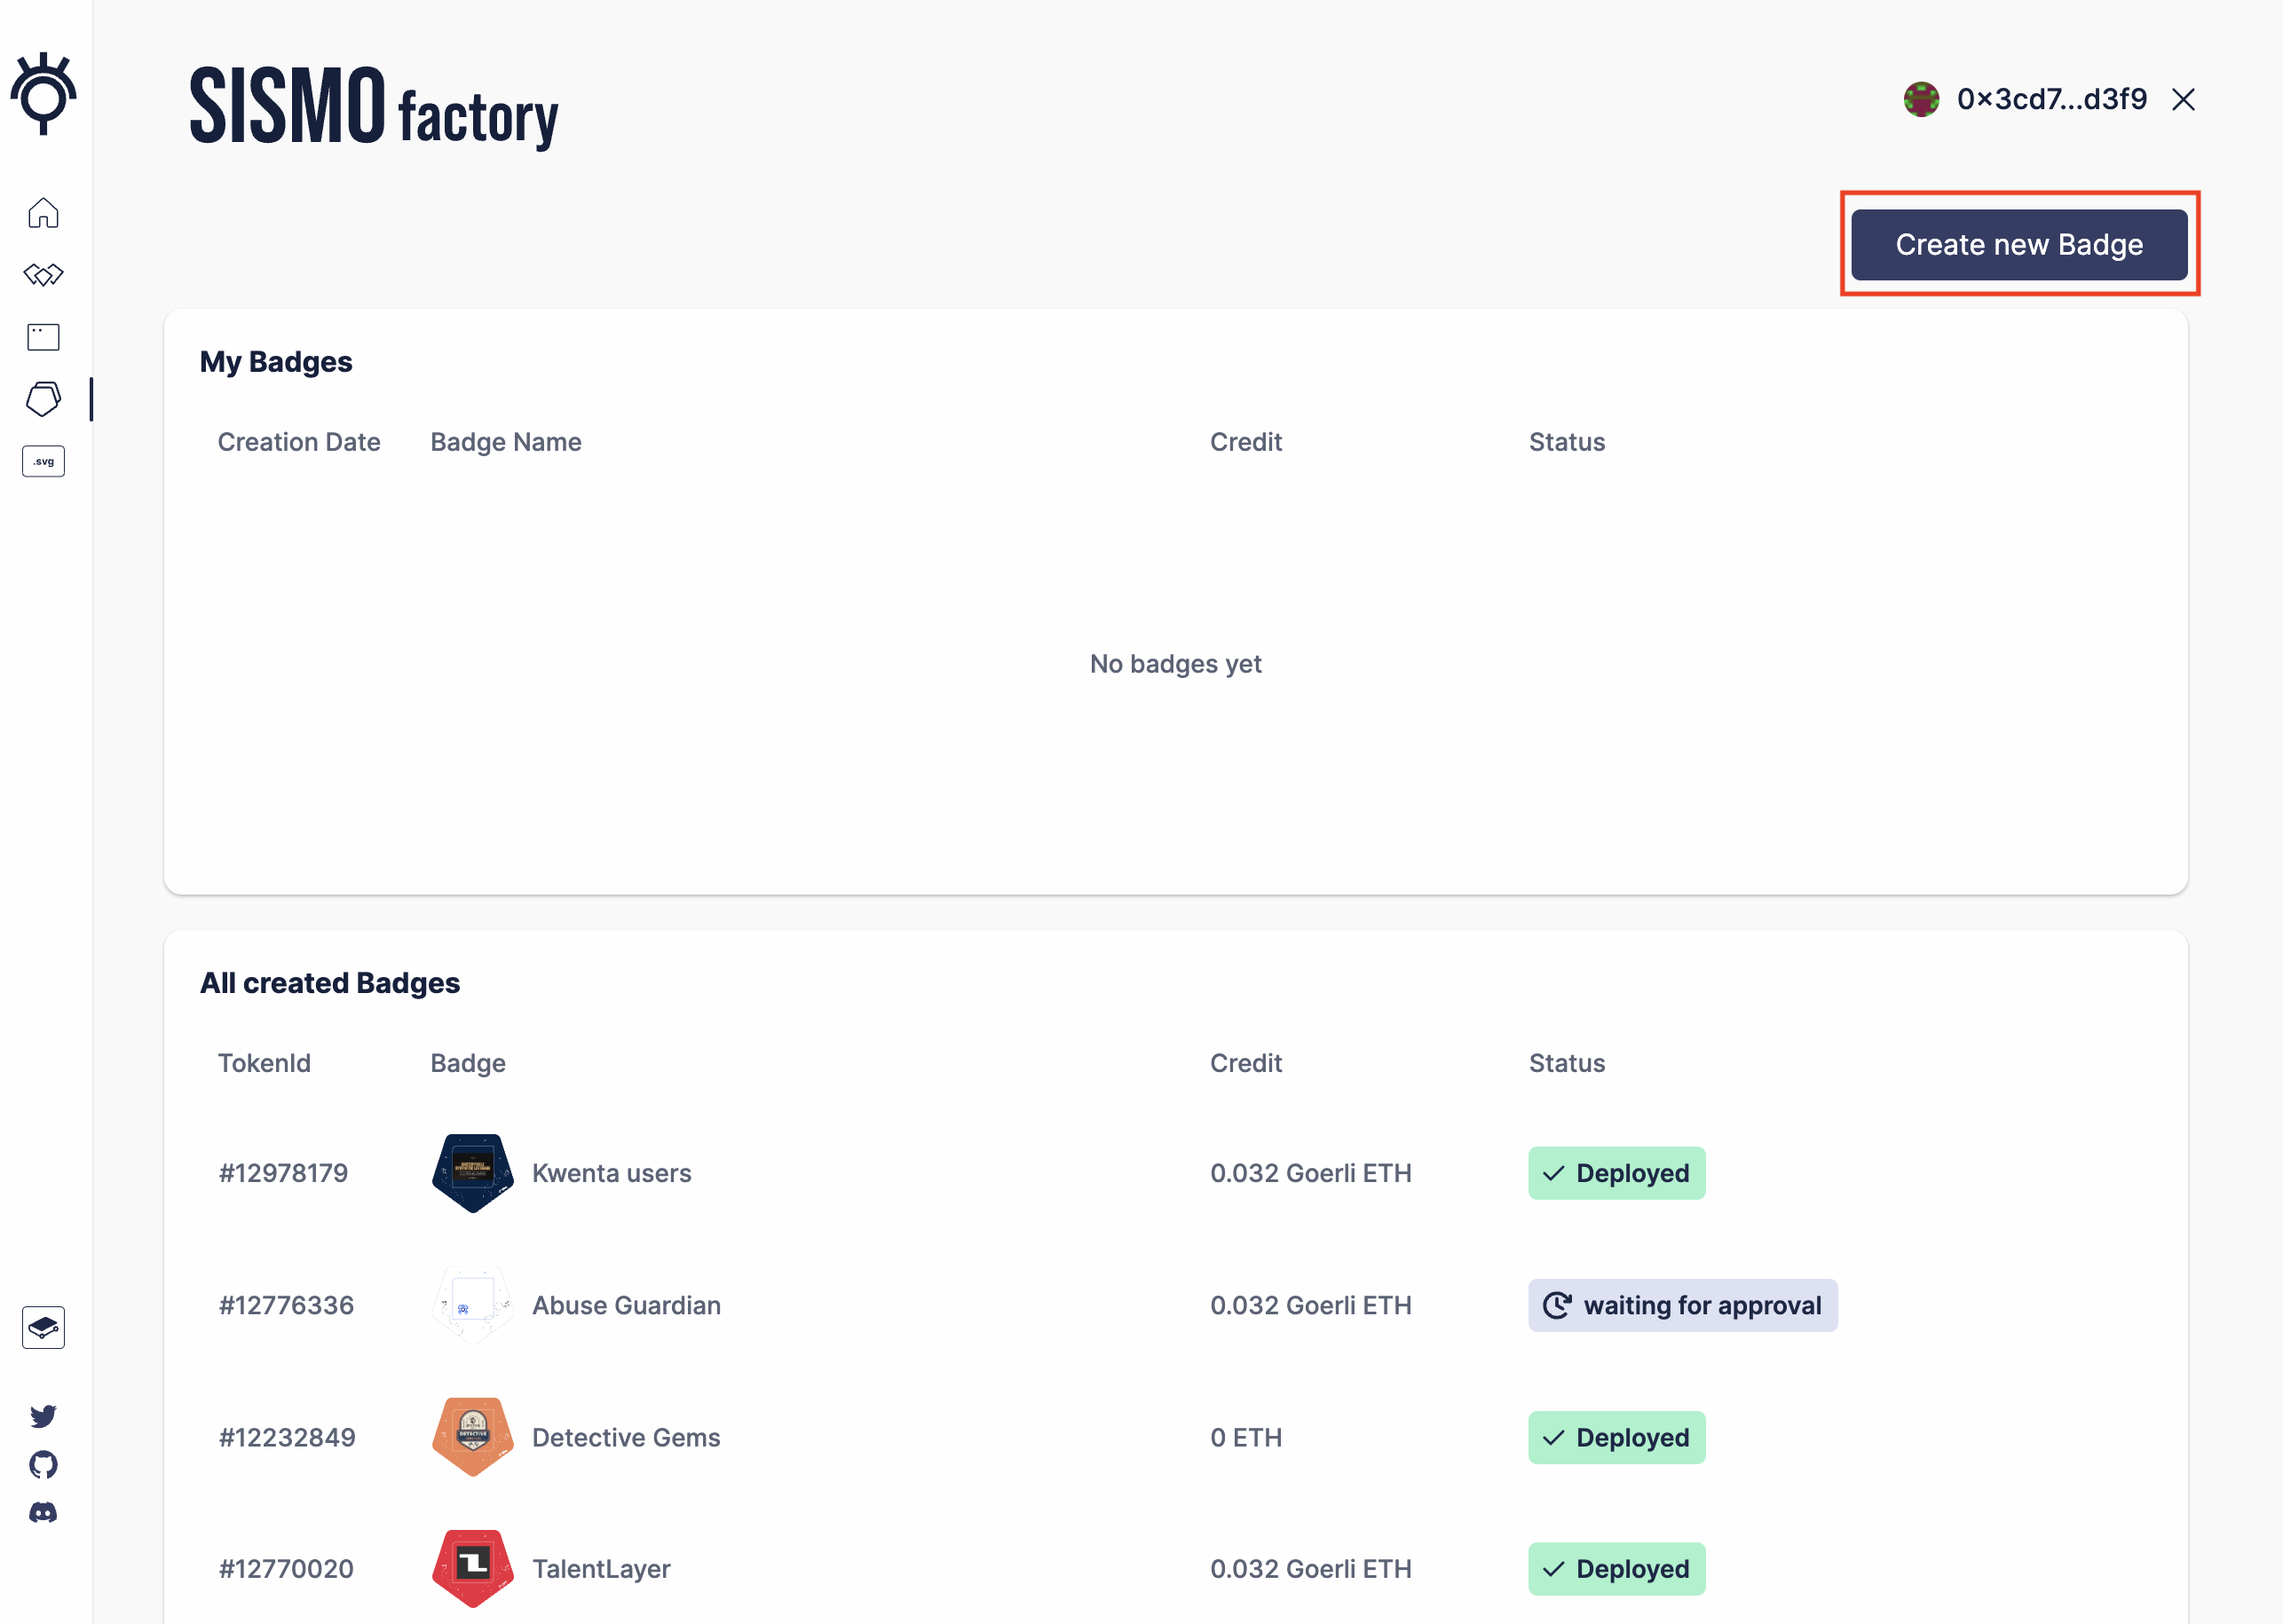 SISMO factory
0×3cd7...d3f9
Create new Badge
.svg
My Badges
Creation Date Badge Name Credit Status
No badges yet
All created Badges
TokenId Badge Credit Status
#12978179 Kwenta users 0.032 Goerli ETH Deployed
#12776336 Abuse Guardian 0.032 Goerli ETH waiting for approval
DETECTIVE
#12232849 Detective Gems 0 ETH Deployed
#12770020 TalentLayer 0.032 Goerli ETH Deployed